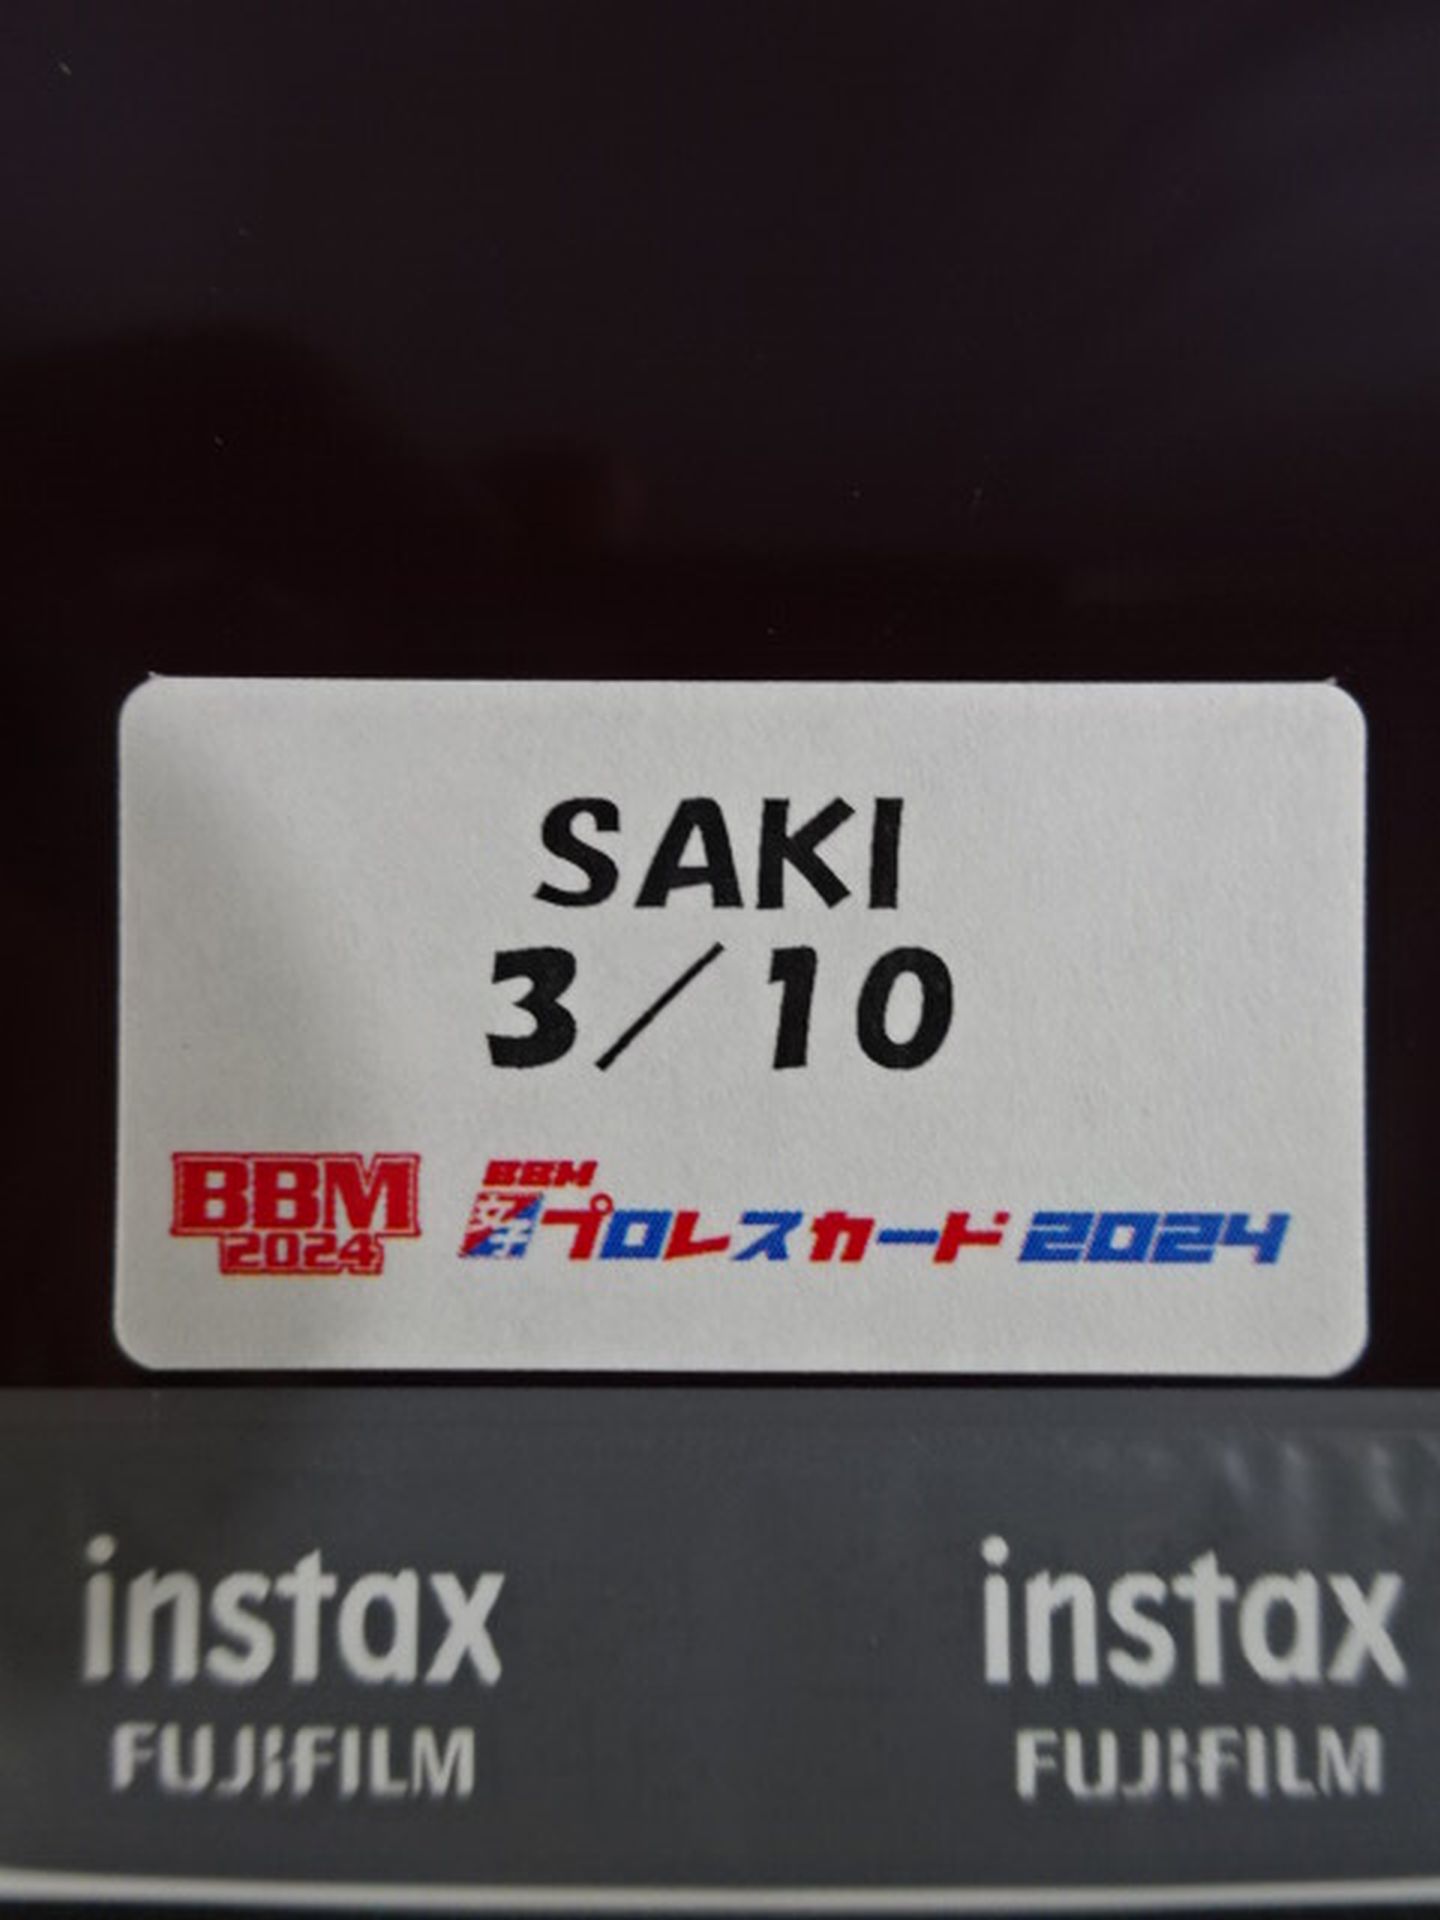 SAKI
3/10
BBM
2024
BBM
女子プロレスカード 2024
instax
FUJIFILM
instax
FUJIFILM